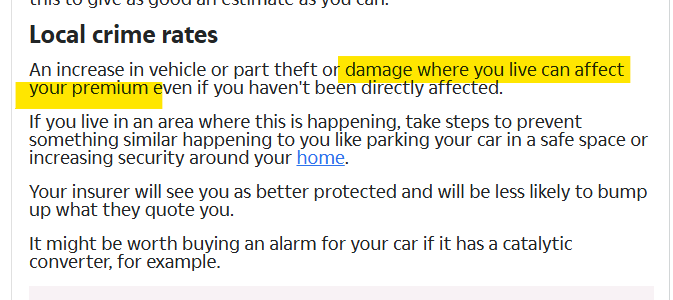 this to give as good an estimate as you can.
Local crime rates
An increase in vehicle or part theft or damage where you live can affect
your premium even if you haven't been directly affected.
If you live in an area where this is happening, take steps to prevent
something similar happening to you like parking your car in a safe space or
increasing security around your home.
Your insurer will see you as better protected and will be less likely to bump
up what they quote you.
It might be worth buying an alarm for your car if it has a catalytic
converter, for example.